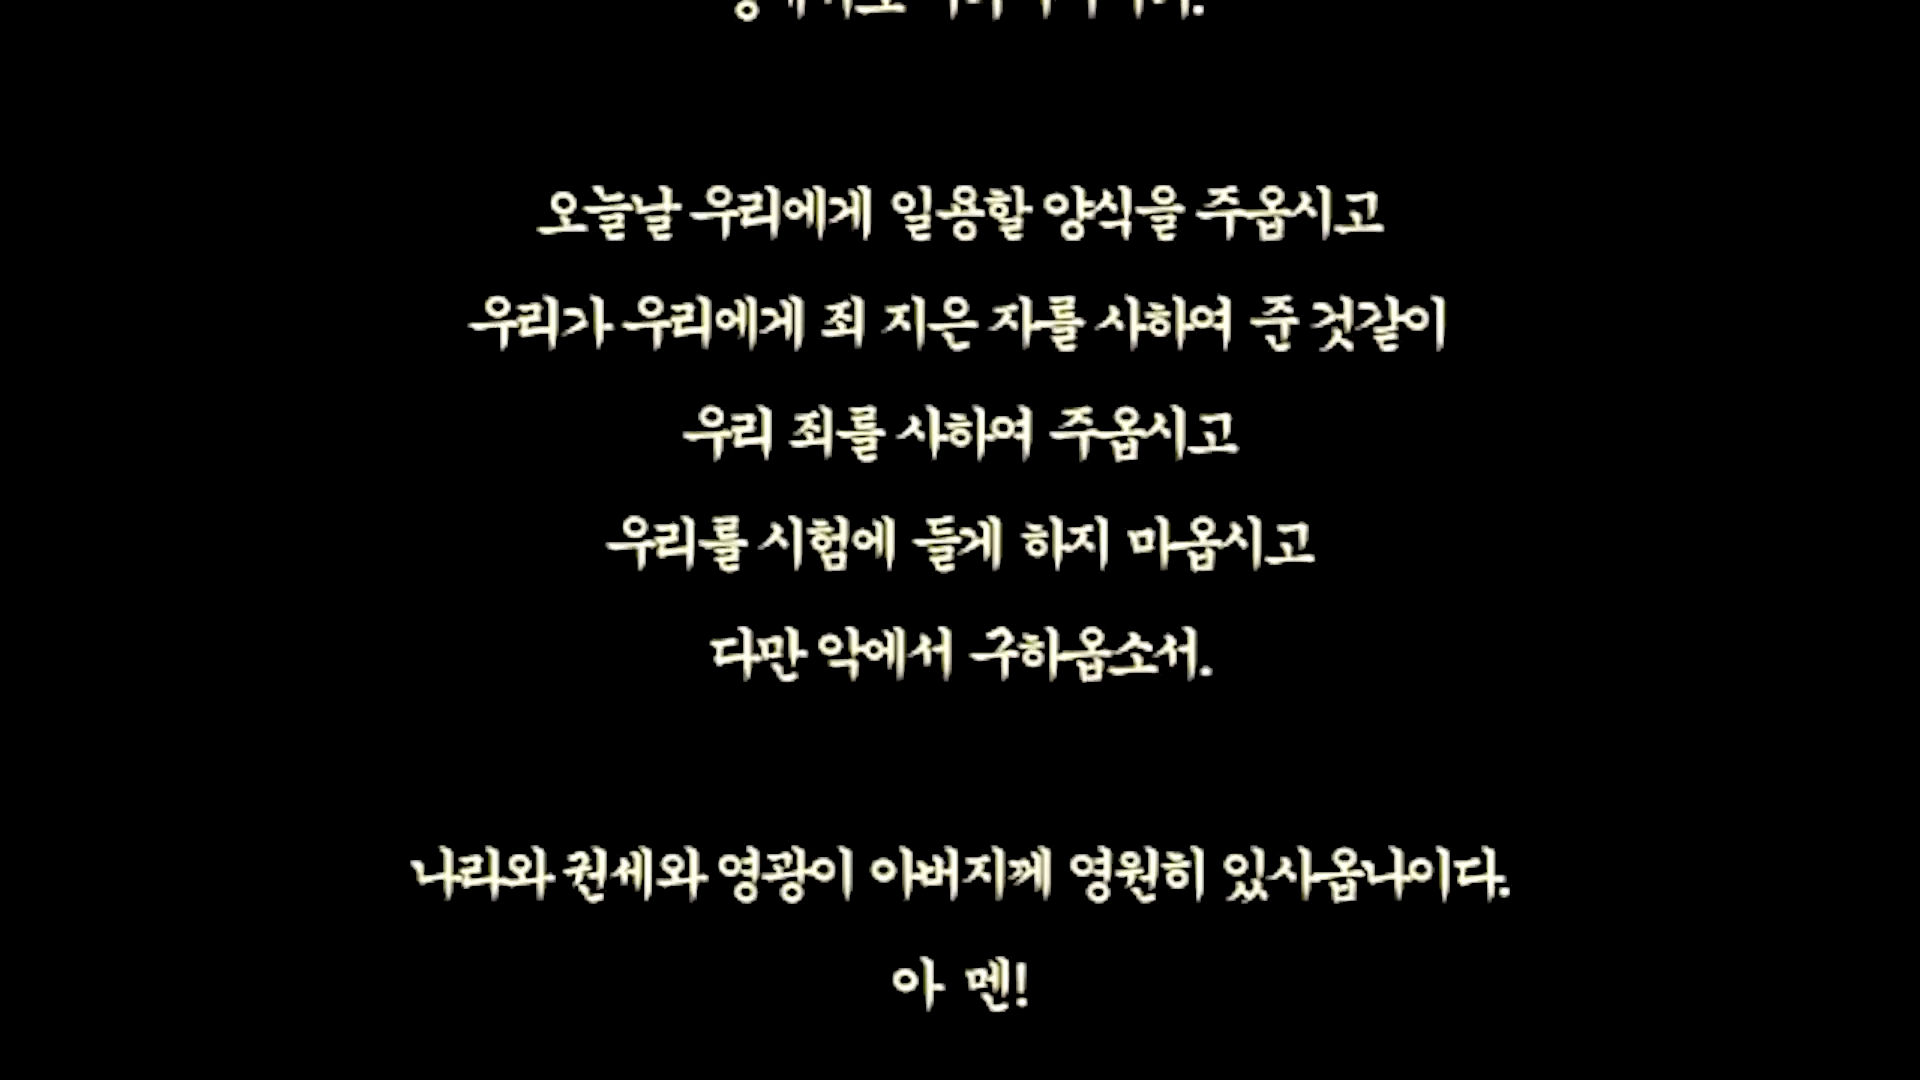 오늘날 우리에게 일용할 양식을 주옵시고
우리가 우리에게 죄 지은 자를 사하여 준 것같이
우리 죄를 사하여 주옵시고
우리를 시험에 들게 하지 마옵시고
다만 악에서 구하옵소서.
나라와 권세와 영광이 아버지께 영원히 있사옵나이다.
아 멘!